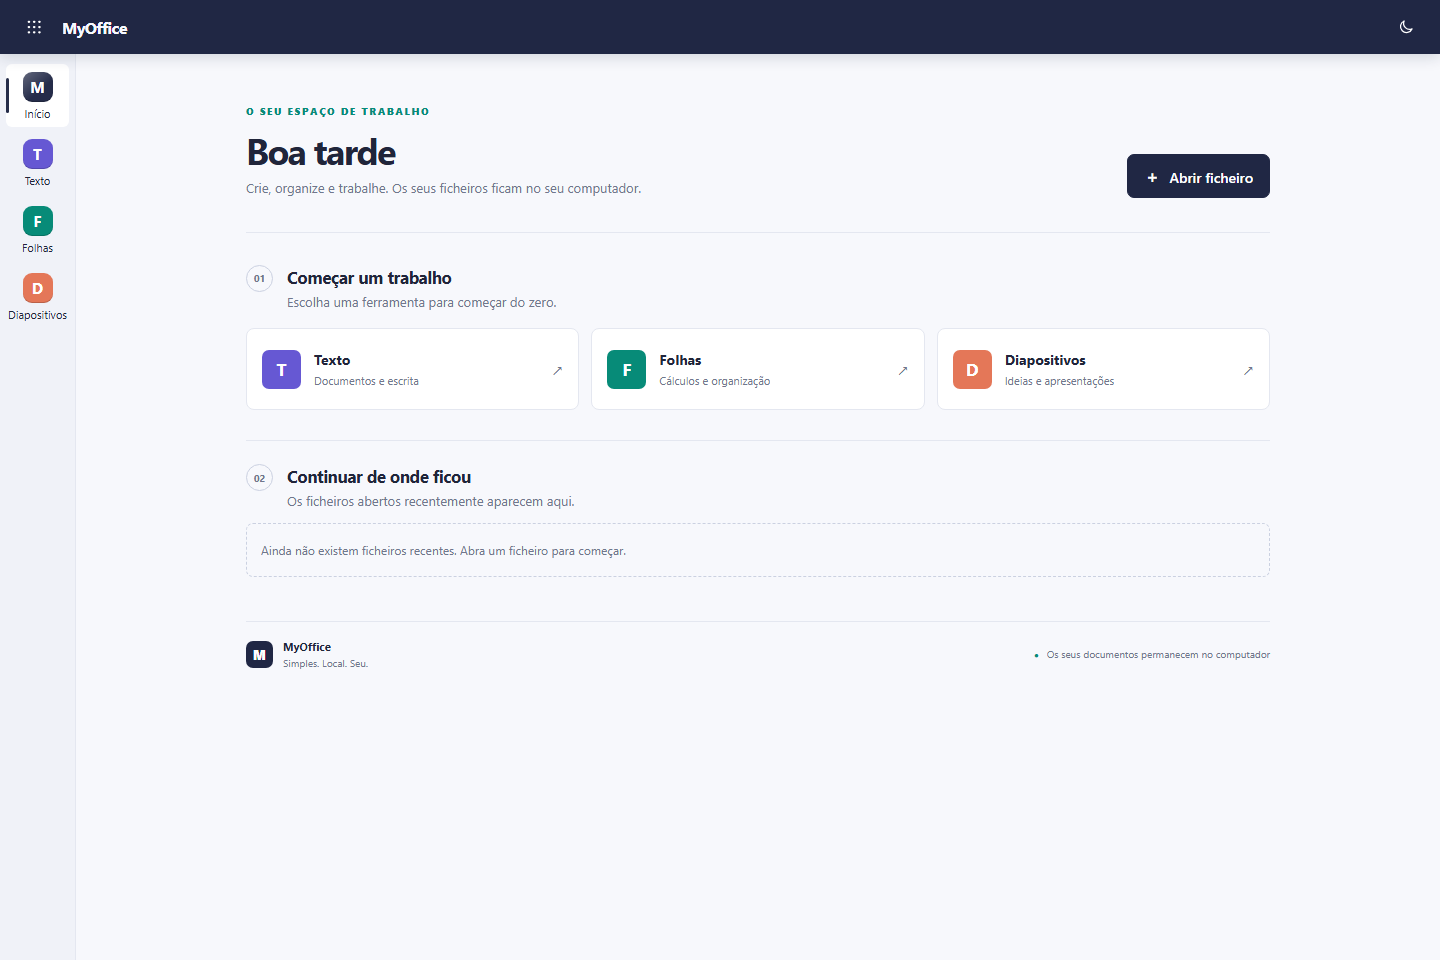 MyOffice
M
Início
T
Texto
F
Folhas
D
Diapositivos
O SEU ESPAÇO DE TRABALHO
Boa tarde
Crie, organize e trabalhe. Os seus ficheiros ficam no seu computador.
+ Abrir ficheiro
01 Começar um trabalho
Escolha uma ferramenta para começar do zero.
T Texto
Documentos e escrita
↗
F Folhas
Cálculos e organização
↗
D Diapositivos
Ideias e apresentações
↗
02 Continuar de onde ficou
Os ficheiros abertos recentemente aparecem aqui.
Ainda não existem ficheiros recentes. Abra um ficheiro para começar.
M MyOffice
Simples. Local. Seu.
• Os seus documentos permanecem no computador